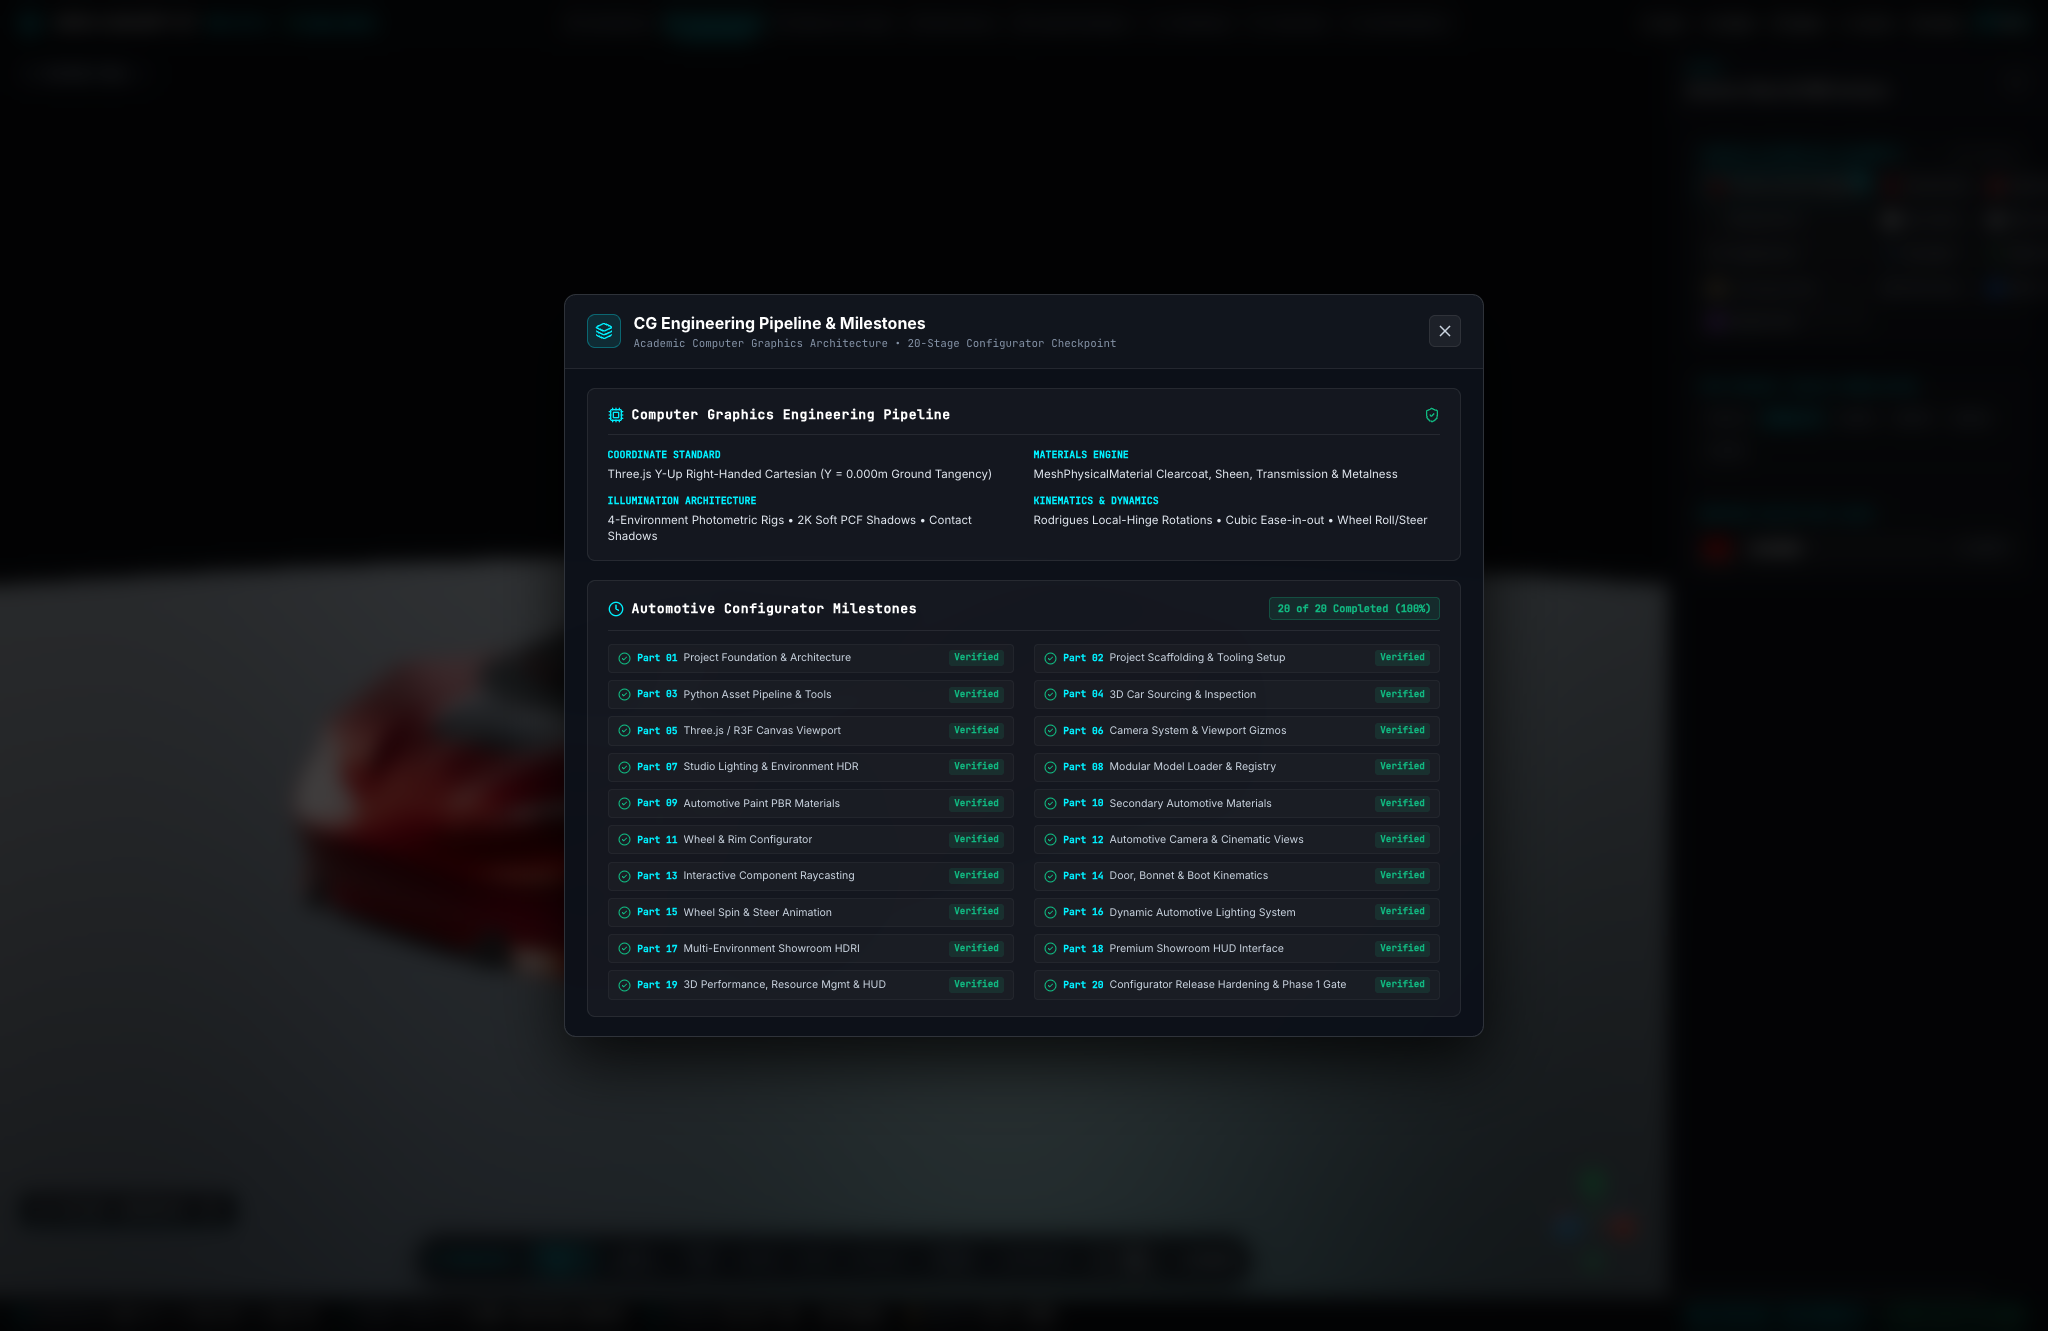 CG Engineering Pipeline & Milestones
Academic Computer Graphics Architecture • 20-Stage Configurator Checkpoint
Computer Graphics Engineering Pipeline
COORDINATE STANDARD
Three.js Y-Up Right-Handed Cartesian (Y = 0.000m Ground Tangency)
MATERIALS ENGINE
MeshPhysicalMaterial Clearcoat, Sheen, Transmission & Metalness
ILLUMINATION ARCHITECTURE
4-Environment Photometric Rigs • 2K Soft PCF Shadows • Contact
Shadows
KINEMATICS & DYNAMICS
Rodrigues Local-Hinge Rotations • Cubic Ease-in-out • Wheel Roll/Steer
Automotive Configurator Milestones
20 of 20 Completed (100%)
Part 01 Project Foundation & Architecture Verified
Part 02 Project Scaffolding & Tooling Setup Verified
Part 03 Python Asset Pipeline & Tools Verified
Part 04 3D Car Sourcing & Inspection Verified
Part 05 Three.js / R3F Canvas Viewport Verified
Part 06 Camera System & Viewport Gizmos Verified
Part 07 Studio Lighting & Environment HDR Verified
Part 08 Modular Model Loader & Registry Verified
Part 09 Automotive Paint PBR Materials Verified
Part 10 Secondary Automotive Materials Verified
Part 11 Wheel & Rim Configurator Verified
Part 12 Automotive Camera & Cinematic Views Verified
Part 13 Interactive Component Raycasting Verified
Part 14 Door, Bonnet & Boot Kinematics Verified
Part 15 Wheel Spin & Steer Animation Verified
Part 16 Dynamic Automotive Lighting System Verified
Part 17 Multi-Environment Showroom HDRI Verified
Part 18 Premium Showroom HUD Interface Verified
Part 19 3D Performance, Resource Mgmt & HUD Verified
Part 20 Configurator Release Hardening & Phase 1 Gate Verified